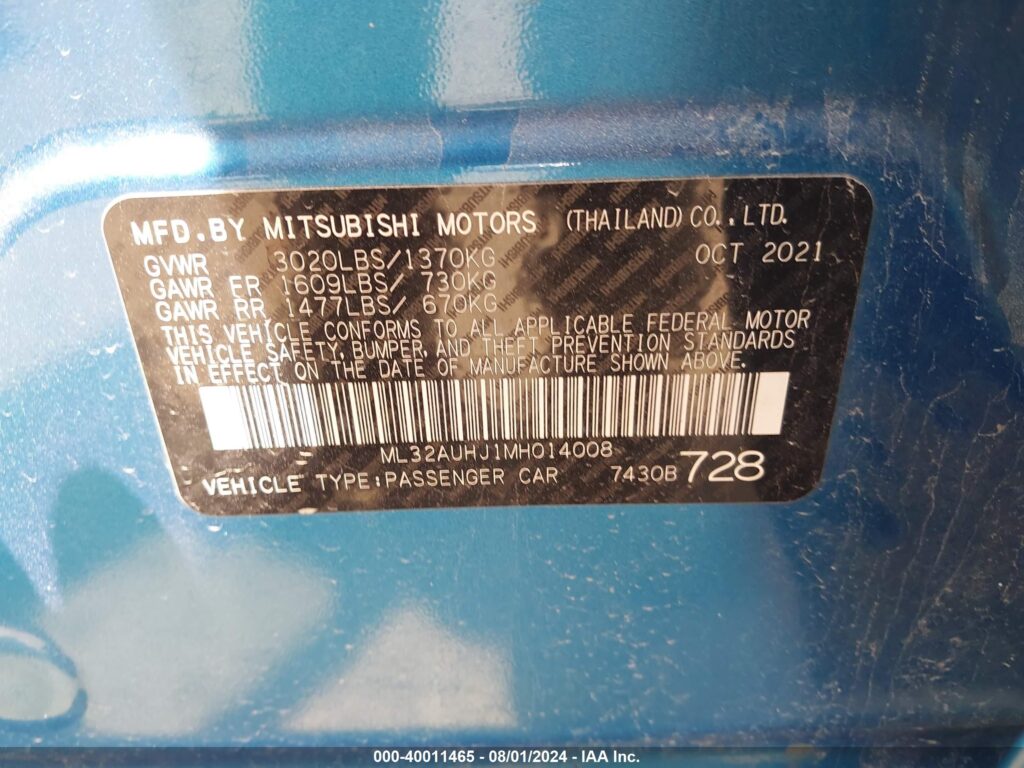 MFD.BY MITSUBISHI MOTORS (THAILAND)CO.,LTD.
GVWR 3020LBS/1370KG OCT 2021
GAWR FR 1609LBS/ 730KG
GAWR RR 1477LBS/ 670KG
THIS VEHICLE CONFORMS TO ALL APPLICABLE FEDERAL MOTOR
VEHICLE SAFETY, BUMPER, AND THEFT PREVENTION STANDARDS
IN EFFECT ON THE DATE OF MANUFACTURE SHOWN ABOVE.
ML32AUHJ1MH014008
VEHICLE TYPE:PASSENGER CAR 7430B 728
000-40011465 - 08/01/2024 - IAA Inc.